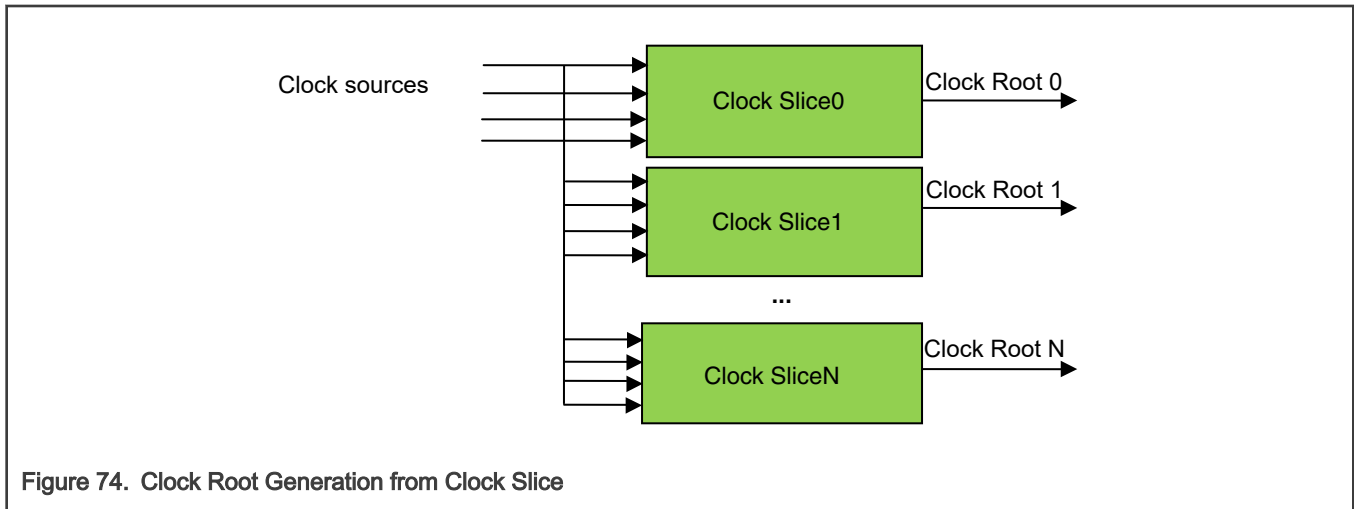 Clock sources
Clock Slice0
Clock Root 0
Clock Slice1
Clock Root 1
...
Clock SliceN
Clock Root N
Figure 74. Clock Root Generation from Clock Slice